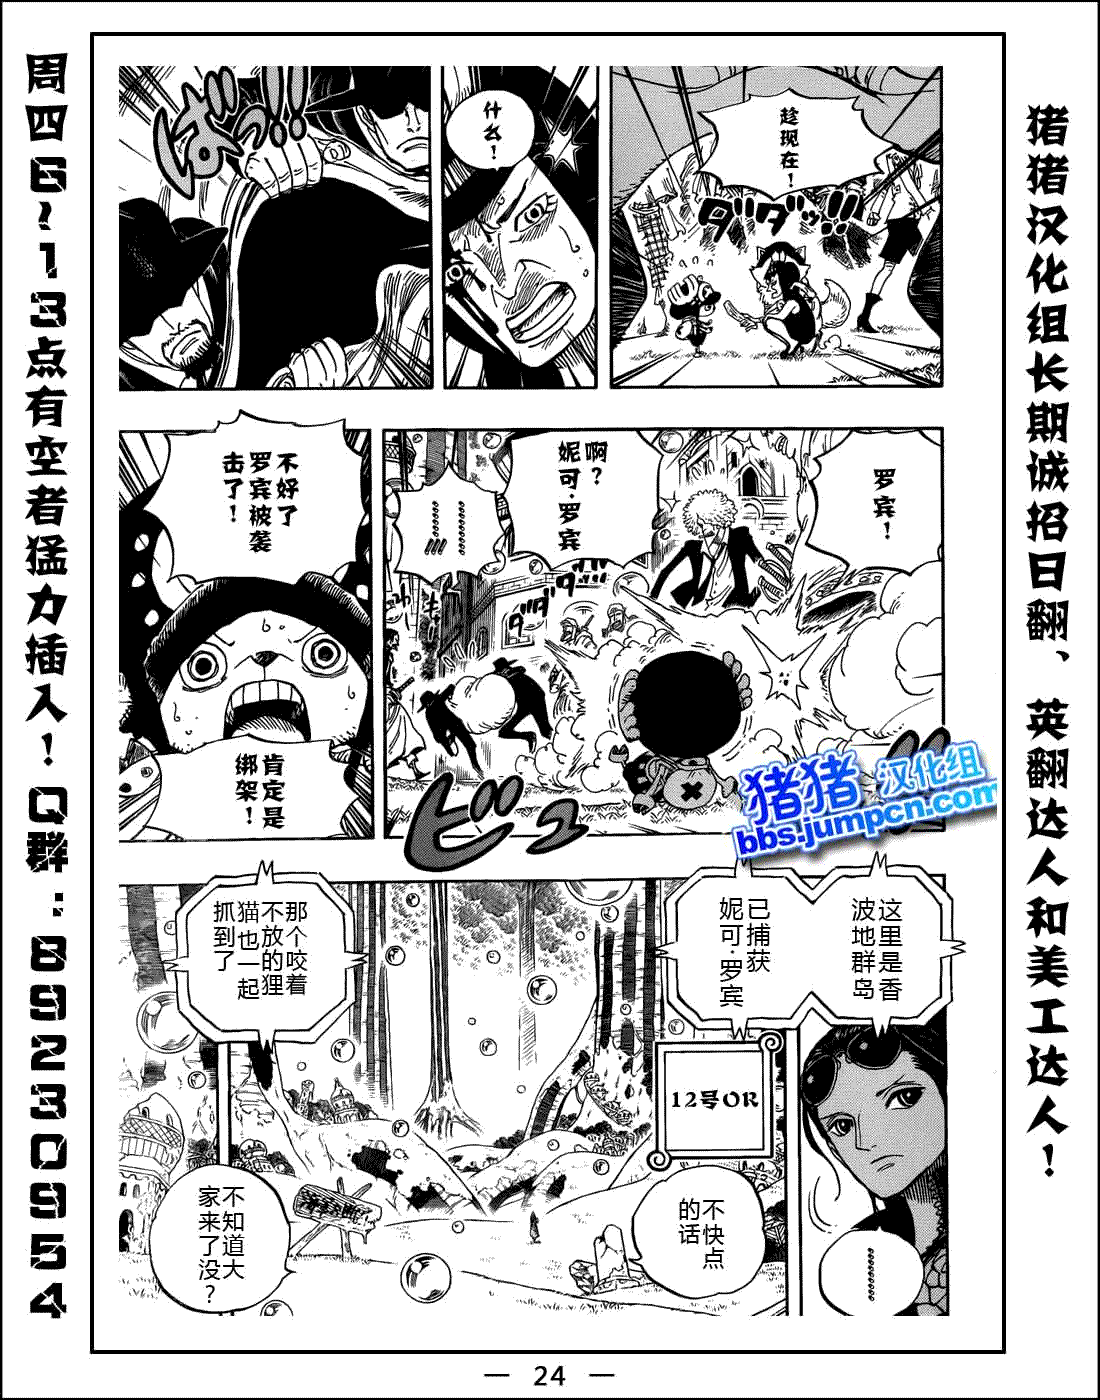 猪猪汉化组长期诚招日翻、英翻达人和美工达人！
趁现在！
ダダダッ!!
什么！
ばっ!!
罗宾！
啊？
妮可·罗宾
ダダダ
ビュ
猪猪汉化组
bbs.jumpcn.com
不好了
罗宾被袭
击了！
肯定是
绑架！
这里是香
波地群岛
已捕获
妮可·罗宾
那个咬着
不放的狸
猫也一起
抓到了
12号GR
不快点
的话
不知道大
家来了没？
周四6~13点有空者猛力插入！Q群：89230954
— 24 —